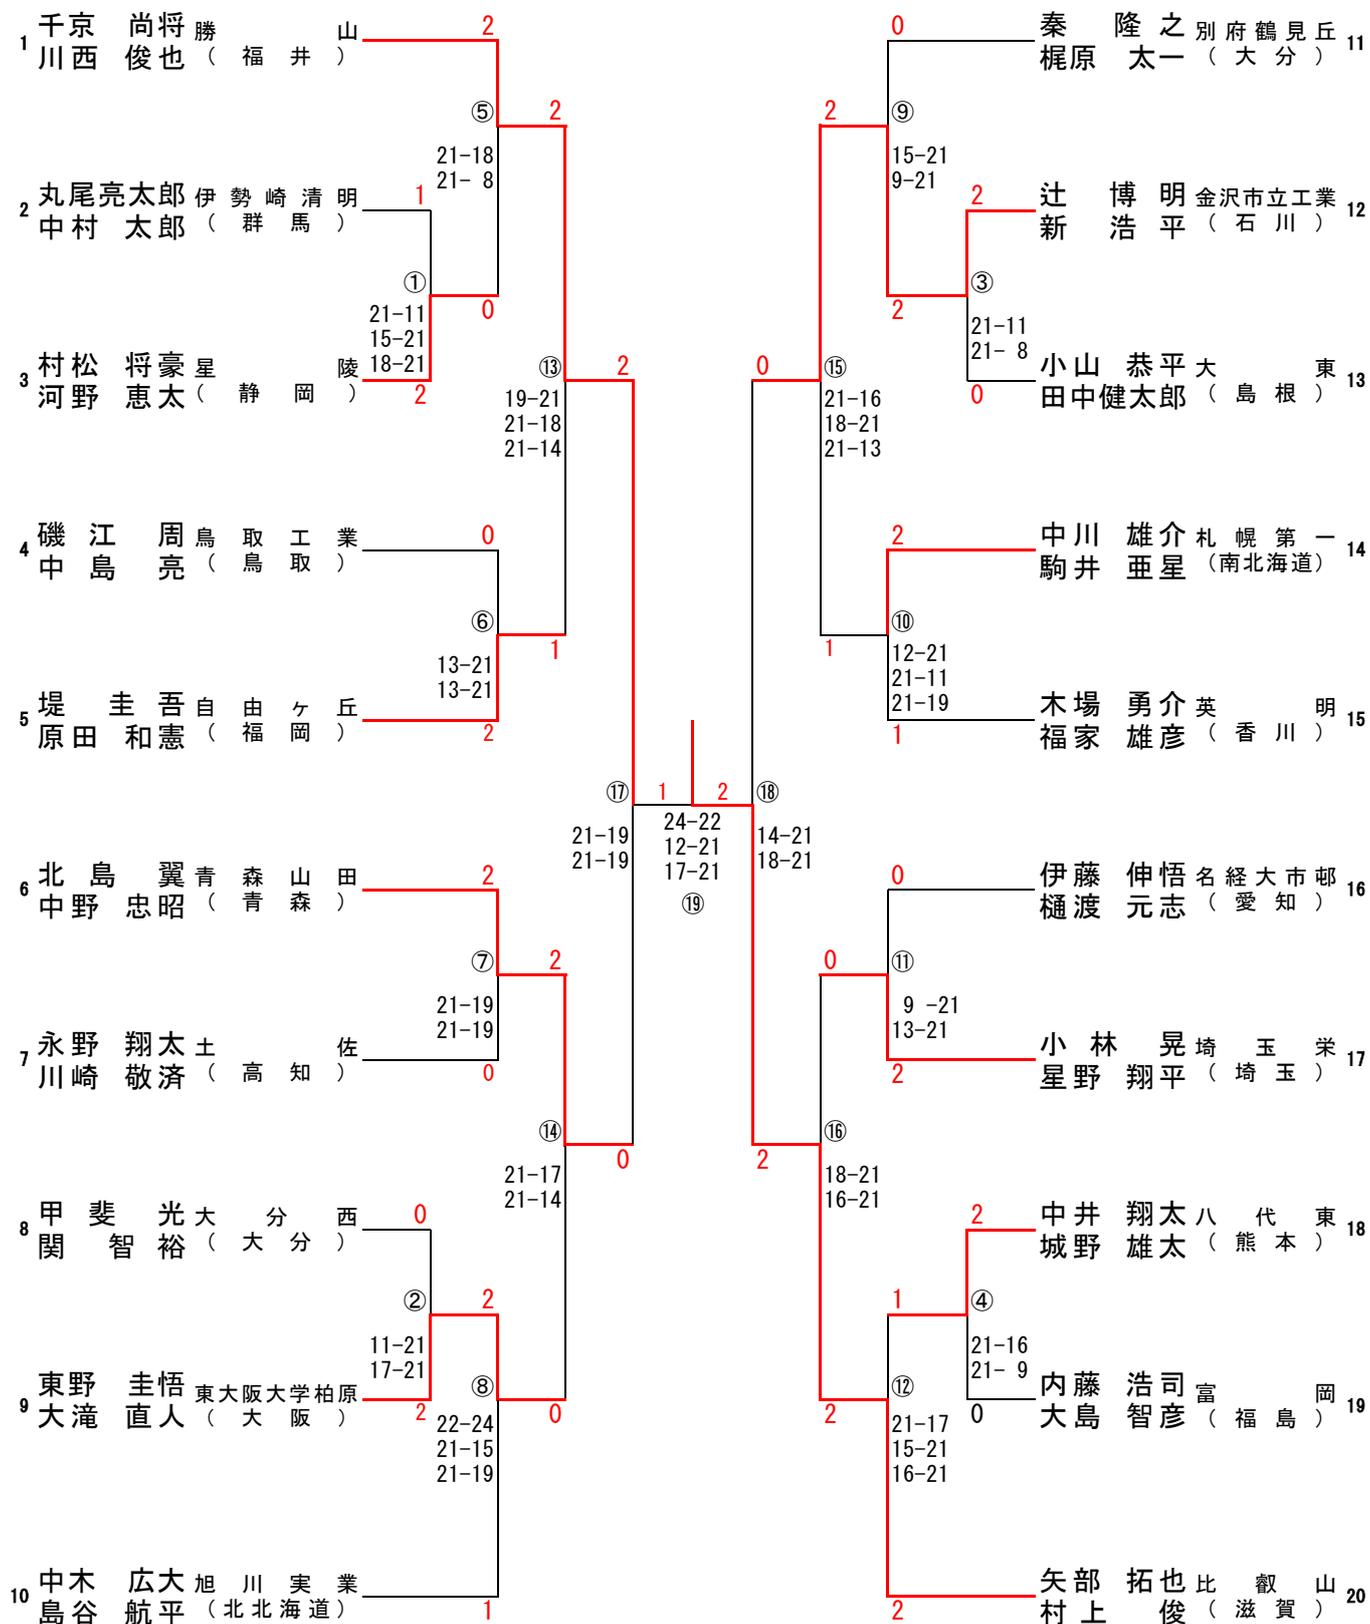 1 千京 尚将 勝山
川西 俊也 (福井)
2
⑤
2
21-18
21- 8
2 丸尾亮太郎 伊勢崎清明
中村 太郎 (群馬)
1
①
0
21-11
15-21
18-21
3 村松 将豪 星陵
河野 恵太 (静岡)
2
⑬
2
19-21
21-18
21-14
4 磯江 周 鳥取工業
中島 亮 (鳥取)
0
⑥
1
13-21
13-21
5 堤 圭吾 自由ヶ丘
原田 和憲 (福岡)
2
⑰
1
21-19
21-19
6 北島 翼 青森山田
中野 忠昭 (青森)
2
⑦
2
21-19
21-19
7 永野 翔太 土佐
川崎 敬済 (高知)
0
⑭
0
21-17
21-14
8 甲斐 光 大分西
関 智裕 (大分)
0
②
2
11-21
17-21
9 東野 圭悟 東大阪大学柏原
大滝 直人 (大阪)
2
⑧
0
22-24
21-15
21-19
10 中木 広大 旭川実業
島谷 航平 (北北海道)
1
24-22
12-21
17-21
⑲
0
秦 隆之 別府鶴見丘 11
梶原 太一 (大分)
2
⑨
15-21
9-21
2
辻 博明 金沢市立工業 12
新 浩平 (石川)
2
③
21-11
21- 8
小山 恭平 大東 13
田中健太郎 (島根)
0
0
⑮
21-16
18-21
21-13
2
中川 雄介 札幌第一 14
駒井 亜星 (南北海道)
1
⑩
12-21
21-11
21-19
木場 勇介 英明 15
福家 雄彦 (香川)
1
2
⑱
14-21
18-21
0
伊藤 伸悟 名経大市邨 16
樋渡 元志 (愛知)
0
⑪
9 -21
13-21
小林 晃 埼玉栄 17
星野 翔平 (埼玉)
2
2
⑯
18-21
16-21
2
中井 翔太 八代東 18
城野 雄太 (熊本)
1
④
21-16
21- 9
内藤 浩司 富岡 19
大島 智彦 (福島)
0
2
⑫
21-17
15-21
16-21
矢部 拓也 比叡山 20
村上 俊 (滋賀)
2